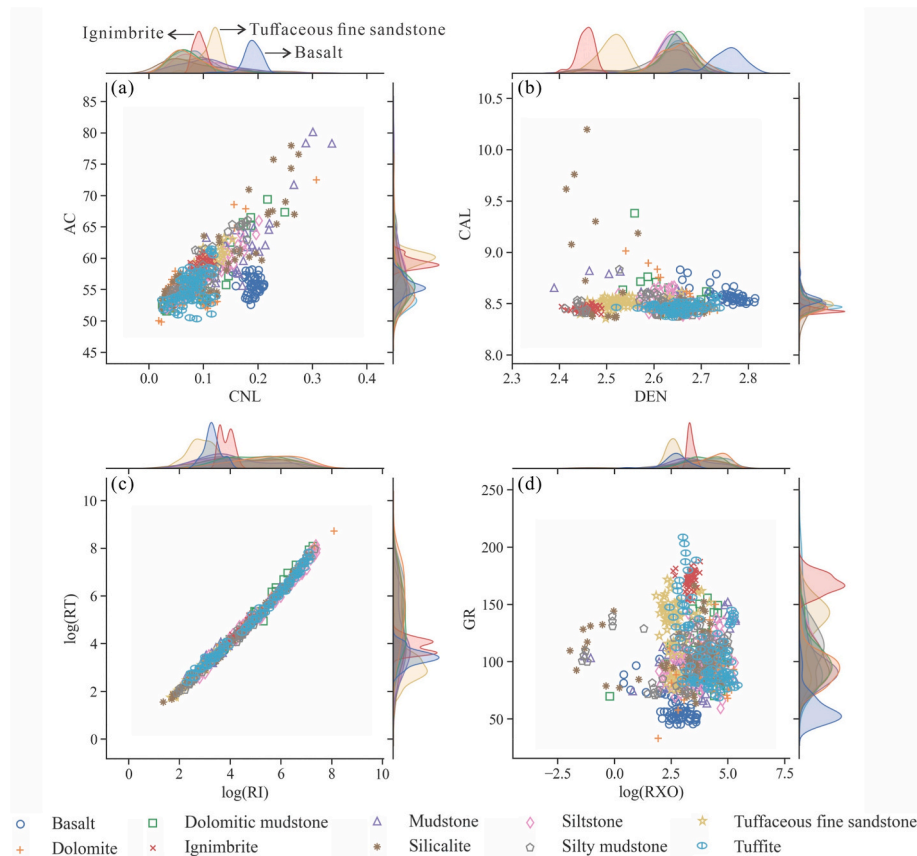 Ignimbrite
Tuffaceous fine sandstone
Basalt
(a)
85
80
75
70
65
60
55
50
45
AC
0.0 0.1 0.2 0.3 0.4
CNL
(b)
10.5
10.0
9.5
9.0
8.5
8.0
CAL
2.3 2.4 2.5 2.6 2.7 2.8
DEN
(c)
10
8
6
4
2
0
log(RT)
0 2 4 6 8 10
log(RI)
(d)
250
200
150
100
50
GR
−2.5 0.0 2.5 5.0 7.5
log(RXO)
Basalt Dolomitic mudstone Mudstone Siltstone Tuffaceous fine sandstone
Dolomite Ignimbrite Silicalite Silty mudstone Tuffite